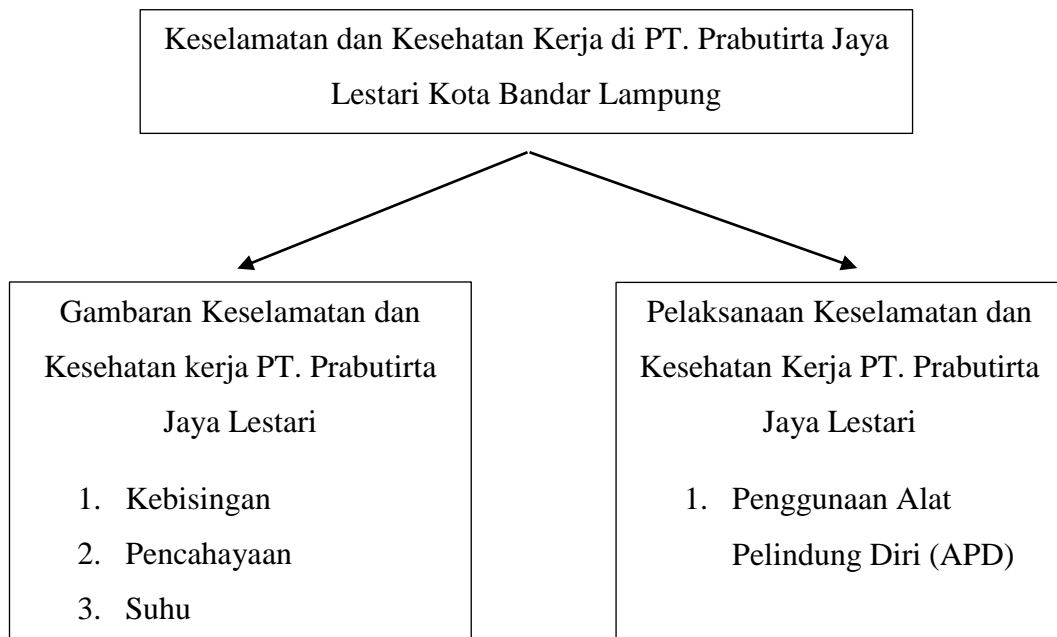 Keselamatan dan Kesehatan Kerja di PT. Prabutirta Jaya
Lestari Kota Bandar Lampung
Gambaran Keselamatan dan
Kesehatan kerja PT. Prabutirta
Jaya Lestari
1. Kebisingan
2. Pencahayaan
3. Suhu
Pelaksanaan Keselamatan dan
Kesehatan Kerja PT. Prabutirta
Jaya Lestari
1. Penggunaan Alat
Pelindung Diri (APD)